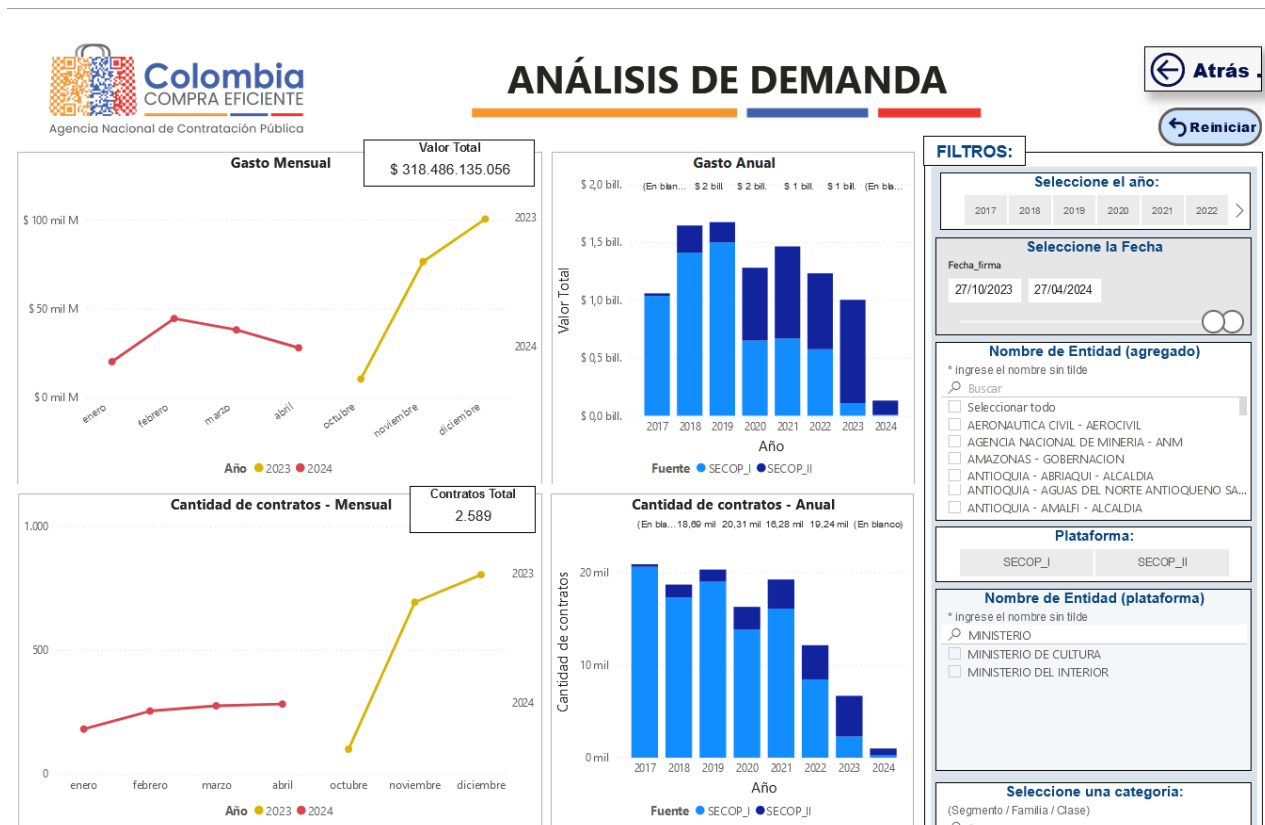 Colombia
COMPRA EFICIENTE
Agencia Nacional de Contratación Pública
ANÁLISIS DE DEMANDA
Atrás .
Reiniciar
Gasto Mensual
Valor Total
$ 318.486.135.056
$ 100 mil M
$ 50 mil M
$ 0 mil M
2023
2024
enero
febrero
marzo
abril
octubre
noviembre
diciembre
Año 2023 2024
Gasto Anual
$ 2,0 bill.
$ 1,5 bill.
$ 1,0 bill.
$ 0,5 bill.
$ 0,0 bill.
(En blan... $ 2 bill. $ 2 bill. $ 1 bill. $ 1 bill. (En bla...
Valor Total
2017 2018 2019 2020 2021 2022 2023 2024
Año
Fuente SECOP_I SECOP_II
Cantidad de contratos - Mensual
Contratos Total
2.589
1.000
500
0
2023
2024
enero febrero marzo abril octubre noviembre diciembre
Año 2023 2024
Cantidad de contratos - Anual
(En bla... 18,69 mil 20,31 mil 16,28 mil 19,24 mil (En blanco)
20 mil
10 mil
0 mil
Cantidad de contratos
2017 2018 2019 2020 2021 2022 2023 2024
Año
Fuente SECOP_I SECOP_II
FILTROS:
Seleccione el año:
2017 2018 2019 2020 2021 2022
Seleccione la Fecha
Fecha_firma
27/10/2023 27/04/2024
Nombre de Entidad (agregado)
* ingrese el nombre sin tilde
Buscar
Seleccionar todo
AERONAUTICA CIVIL - AEROCIVIL
AGENCIA NACIONAL DE MINERIA - ANM
AMAZONAS - GOBERNACION
ANTIOQUIA - ABRIAQUI - ALCALDIA
ANTIOQUIA - AGUAS DEL NORTE ANTIOQUENO SA...
ANTIOQUIA - AMALFI - ALCALDIA
Plataforma:
SECOP_I SECOP_II
Nombre de Entidad (plataforma)
* ingrese el nombre sin tilde
MINISTERIO
MINISTERIO DE CULTURA
MINISTERIO DEL INTERIOR
Seleccione una categoría:
(Segmento / Familia / Clase)